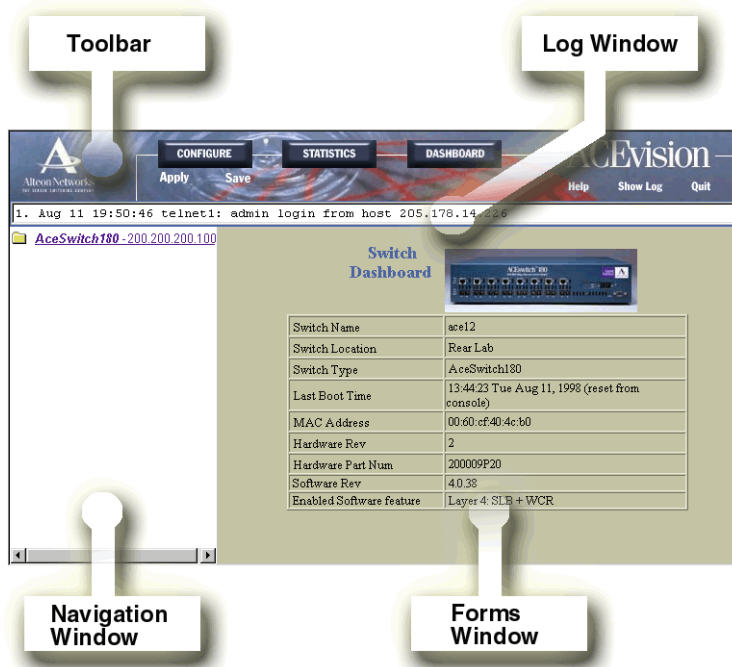 Toolbar
Log Window
CONFIGURE STATISTICS DASHBOARD
Alteon Networks
ACEvision
Apply Save
Help Show Log Quit
1. Aug 11 19:50:46 telnet1: admin login from host 205.178.14.226
AceSwitch180 - 200.200.200.100
Switch
Dashboard
ACEswitch 180
Switch Name ace12
Switch Location Rear Lab
Switch Type AceSwitch180
Last Boot Time 13:44:23 Tue Aug 11, 1998 (reset from
console)
MAC Address 00:60:cf:40:4c:b0
Hardware Rev 2
Hardware Part Num 200009P20
Software Rev 4.0.38
Enabled Software feature Layer 4: SLB + WCR
Navigation
Window
Forms
Window